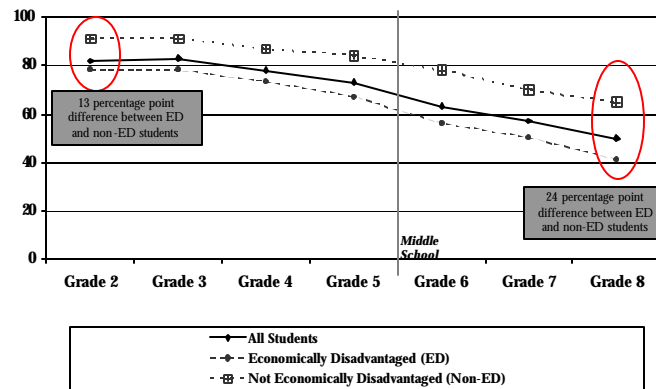 100
80
60
40
20
0
13 percentage point
difference between ED
and non-ED students
24 percentage point
difference between ED
and non-ED students
Middle
School
Grade 2 Grade 3 Grade 4 Grade 5 Grade 6 Grade 7 Grade 8
All Students
Economically Disadvantaged (ED)
Not Economically Disadvantaged (Non-ED)